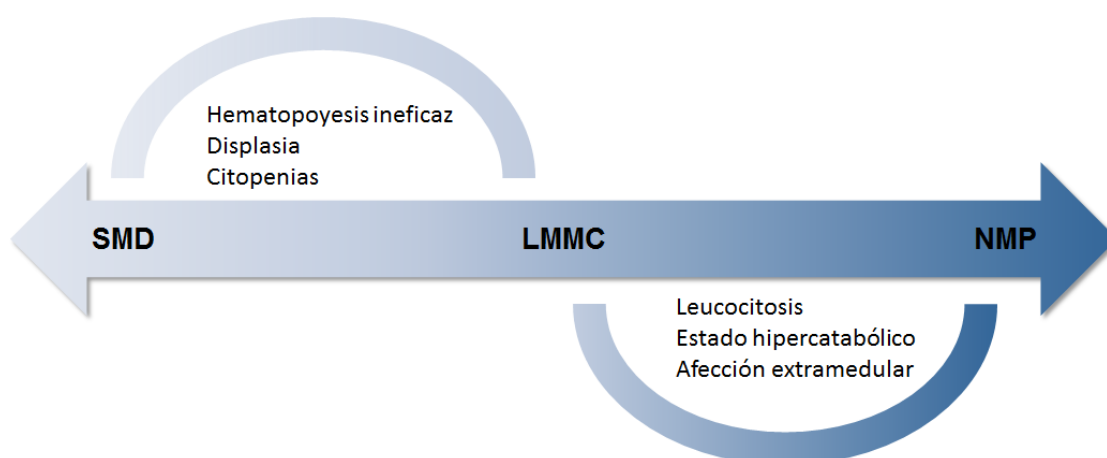 Hematopoyesis ineficaz
Displasia
Citopenias
SMD LMMC NMP
Leucocitosis
Estado hipercatabólico
Afección extramedular